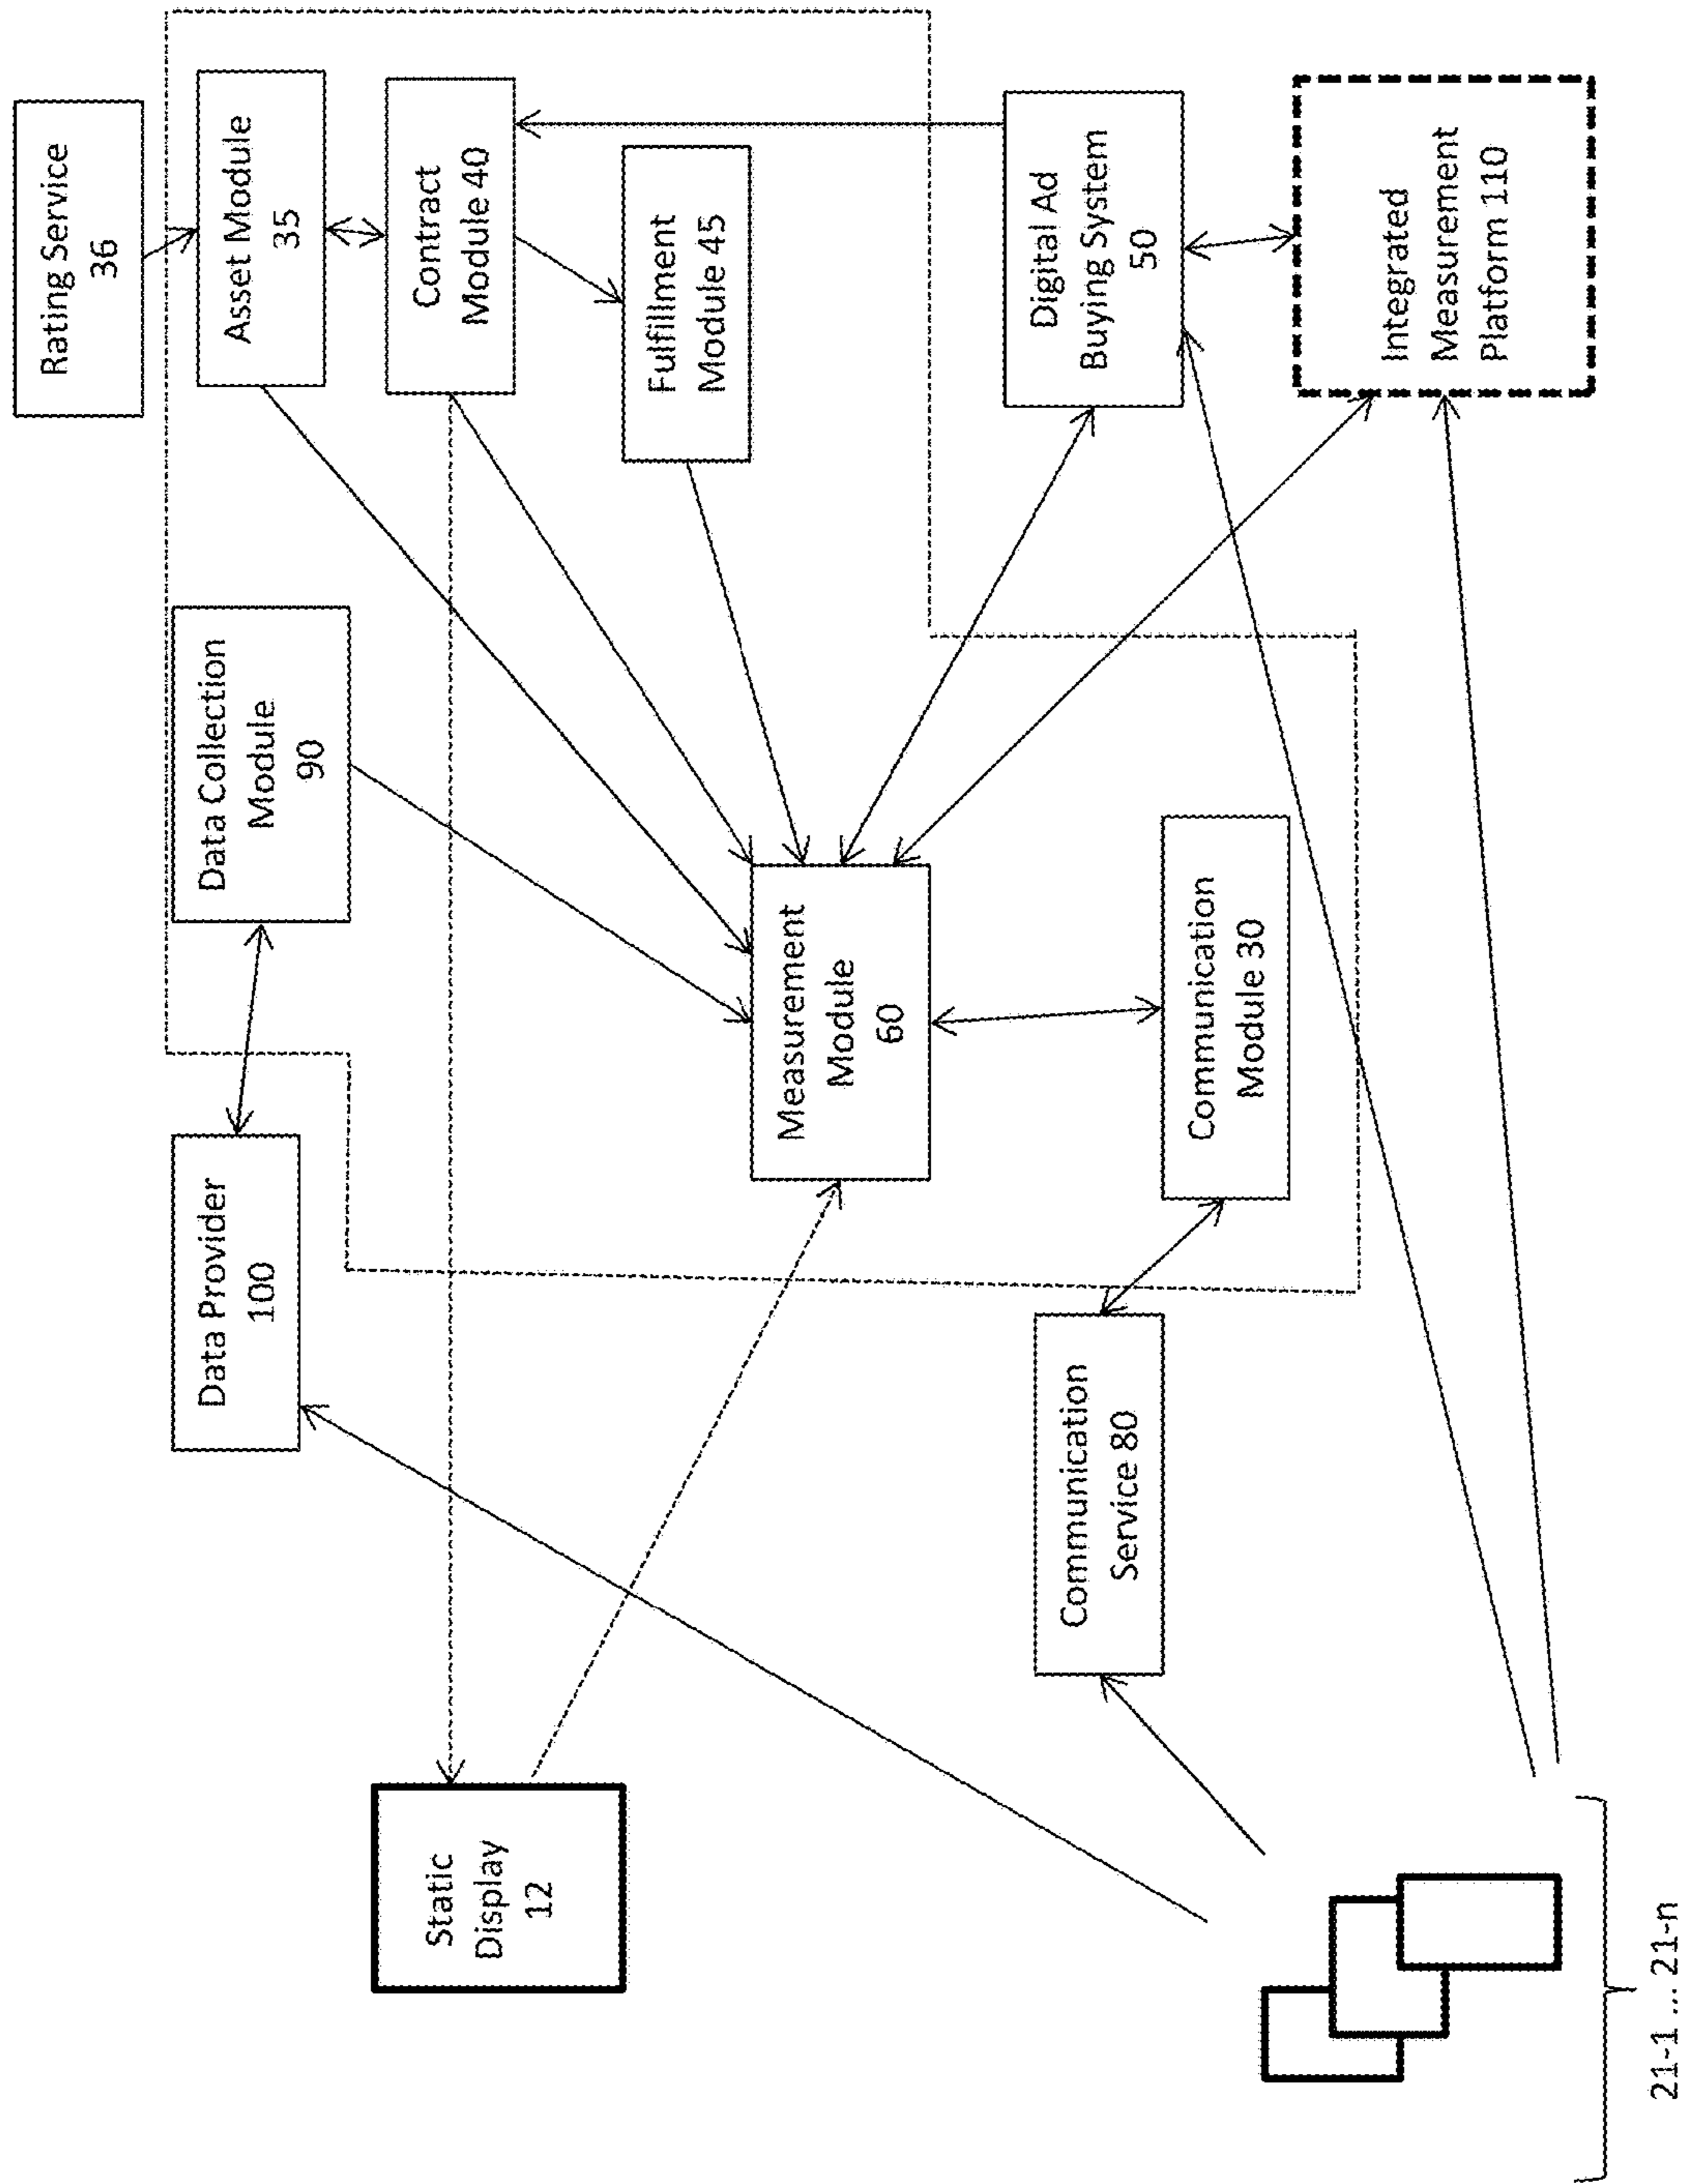 Rating Service
36
Asset Module
35
Contract
Module 40
Fulfillment
Module 45
Digital Ad
Buying System
50
Integrated
Measurement
Platform 110
Data Collection
Module
90
Measurement
Module
60
Communication
Module 30
Data Provider
100
Communication
Service 80
Static
Display
12
21-1 ... 21-n